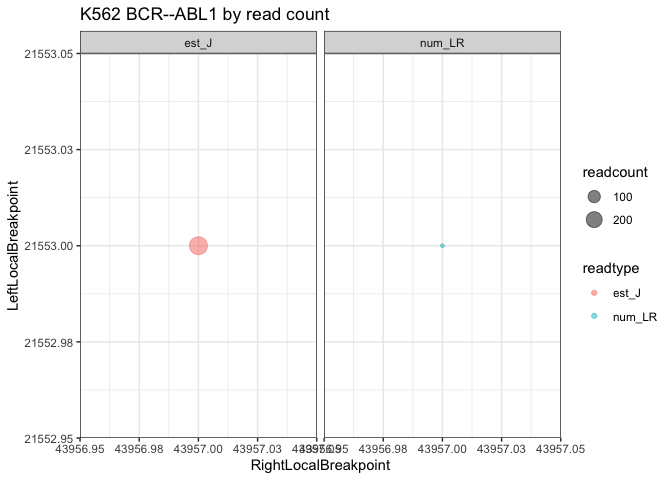 K562 BCR--ABL1 by read count
est_J num_LR
21553.05
21553.03
21553.00
21552.98
21552.95
LeftLocalBreakpoint
43956.95 43956.98 43957.00 43957.03 43957.05 43956.95 43956.98 43957.00 43957.03 43957.05
RightLocalBreakpoint
readcount
100
200
readtype
est_J
num_LR